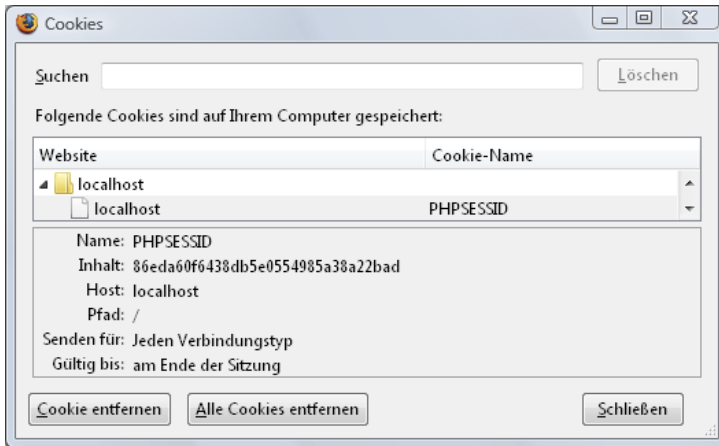 Cookies
Suchen Löschen
Folgende Cookies sind auf Ihrem Computer gespeichert:
Website Cookie-Name
localhost
localhost PHPSESSID
Name: PHPSESSID
Inhalt: 86eda60f6438db5e0554985a38a22bad
Host: localhost
Pfad: /
Senden für: Jeden Verbindungstyp
Gültig bis: am Ende der Sitzung
Cookie entfernen Alle Cookies entfernen Schließen